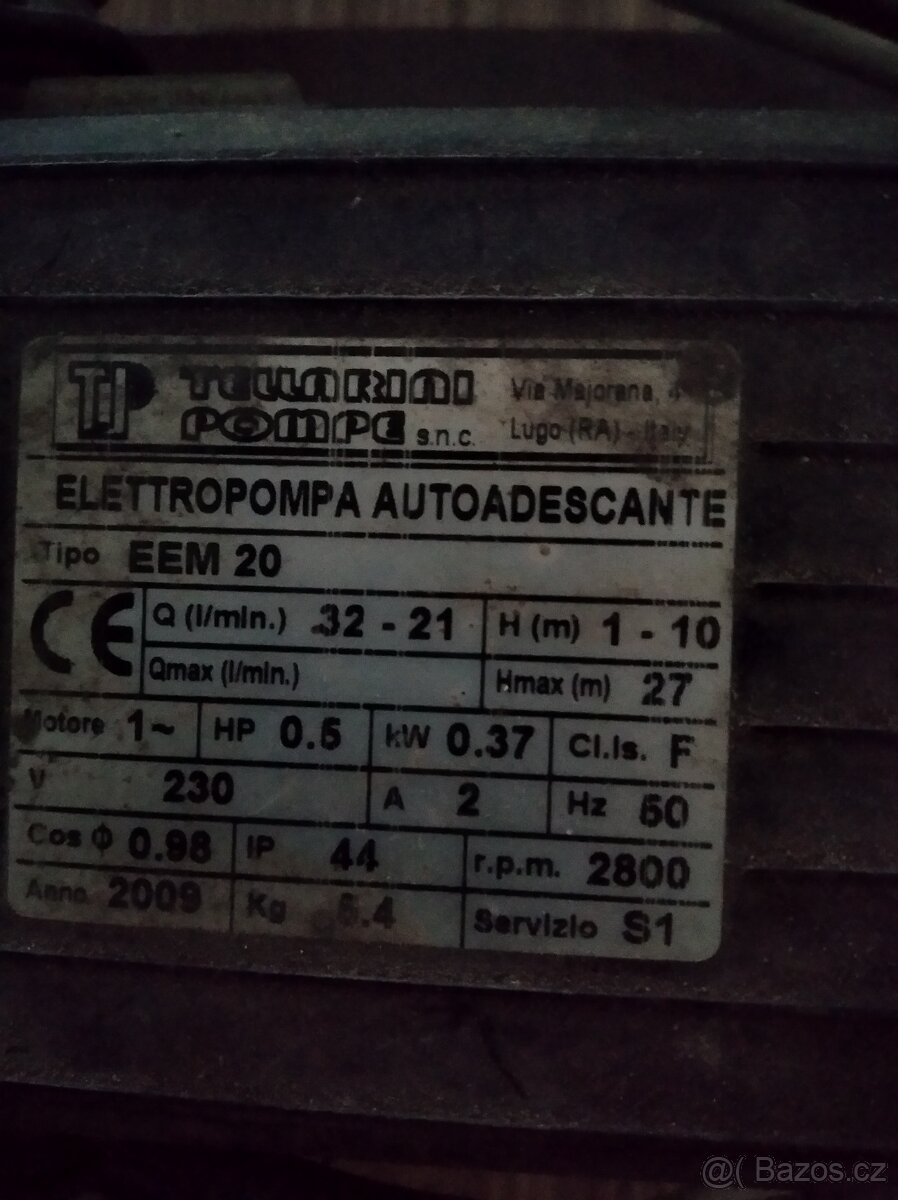 TP TELLARINI Via Majorana, 4
POMPE s.n.c. Lugo (RA) - Italy
ELETTROPOMPA AUTOADESCANTE
Tipo EEM 20
CE Q (l/min.) 32 - 21 H (m) 1 - 10
Qmax (l/min.) Hmax (m) 27
Motore 1~ HP 0.5 kW 0.37 Cl.Is. F
V 230 A 2 Hz 50
Cos Φ 0.98 IP 44 r.p.m. 2800
Anno 2009 Kg Servizio S1
@( Bazos.cz